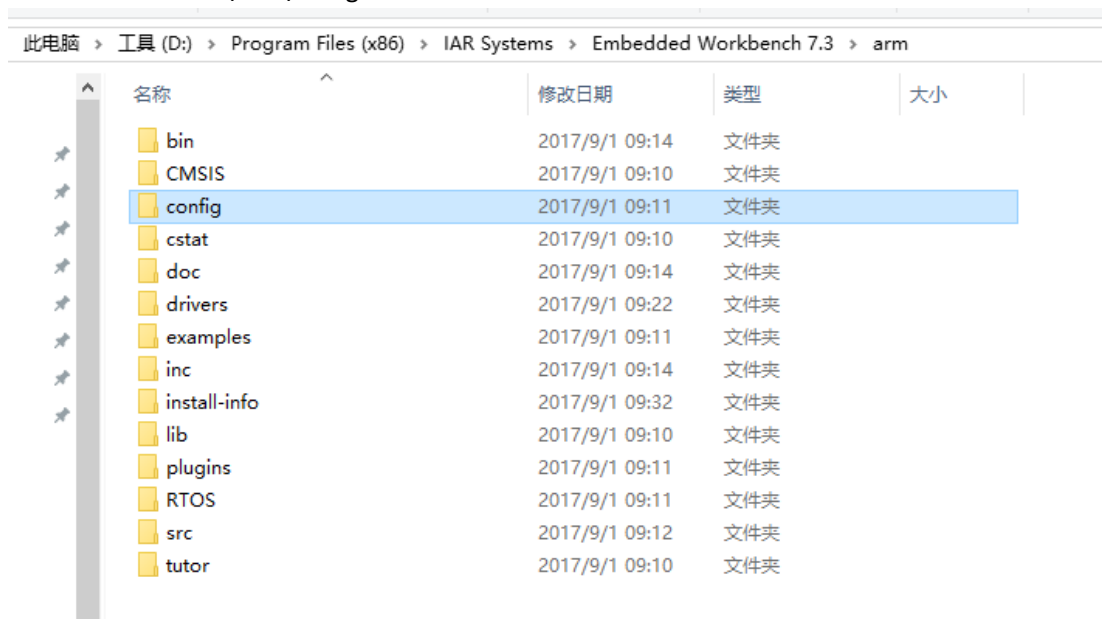 此电脑 > 工具 (D:) > Program Files (x86) > IAR Systems > Embedded Workbench 7.3 > arm
名称 修改日期 类型 大小
bin 2017/9/1 09:14 文件夹
CMSIS 2017/9/1 09:10 文件夹
config 2017/9/1 09:11 文件夹
cstat 2017/9/1 09:10 文件夹
doc 2017/9/1 09:14 文件夹
drivers 2017/9/1 09:22 文件夹
examples 2017/9/1 09:11 文件夹
inc 2017/9/1 09:14 文件夹
install-info 2017/9/1 09:32 文件夹
lib 2017/9/1 09:10 文件夹
plugins 2017/9/1 09:11 文件夹
RTOS 2017/9/1 09:11 文件夹
src 2017/9/1 09:12 文件夹
tutor 2017/9/1 09:10 文件夹